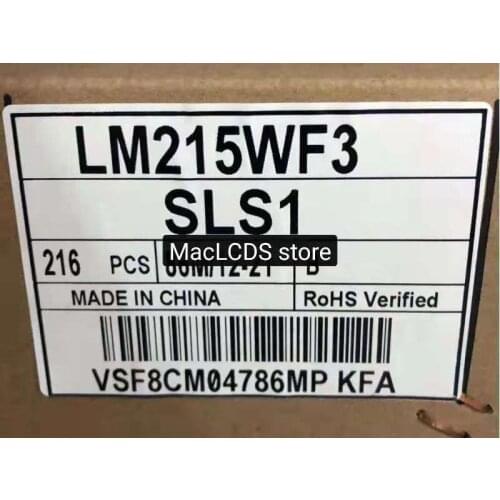 LM215WF3
SLS1
216 PCS
MacLCDS store
MADE IN CHINA RoHS Verified
VSF8CM04786MP KFA